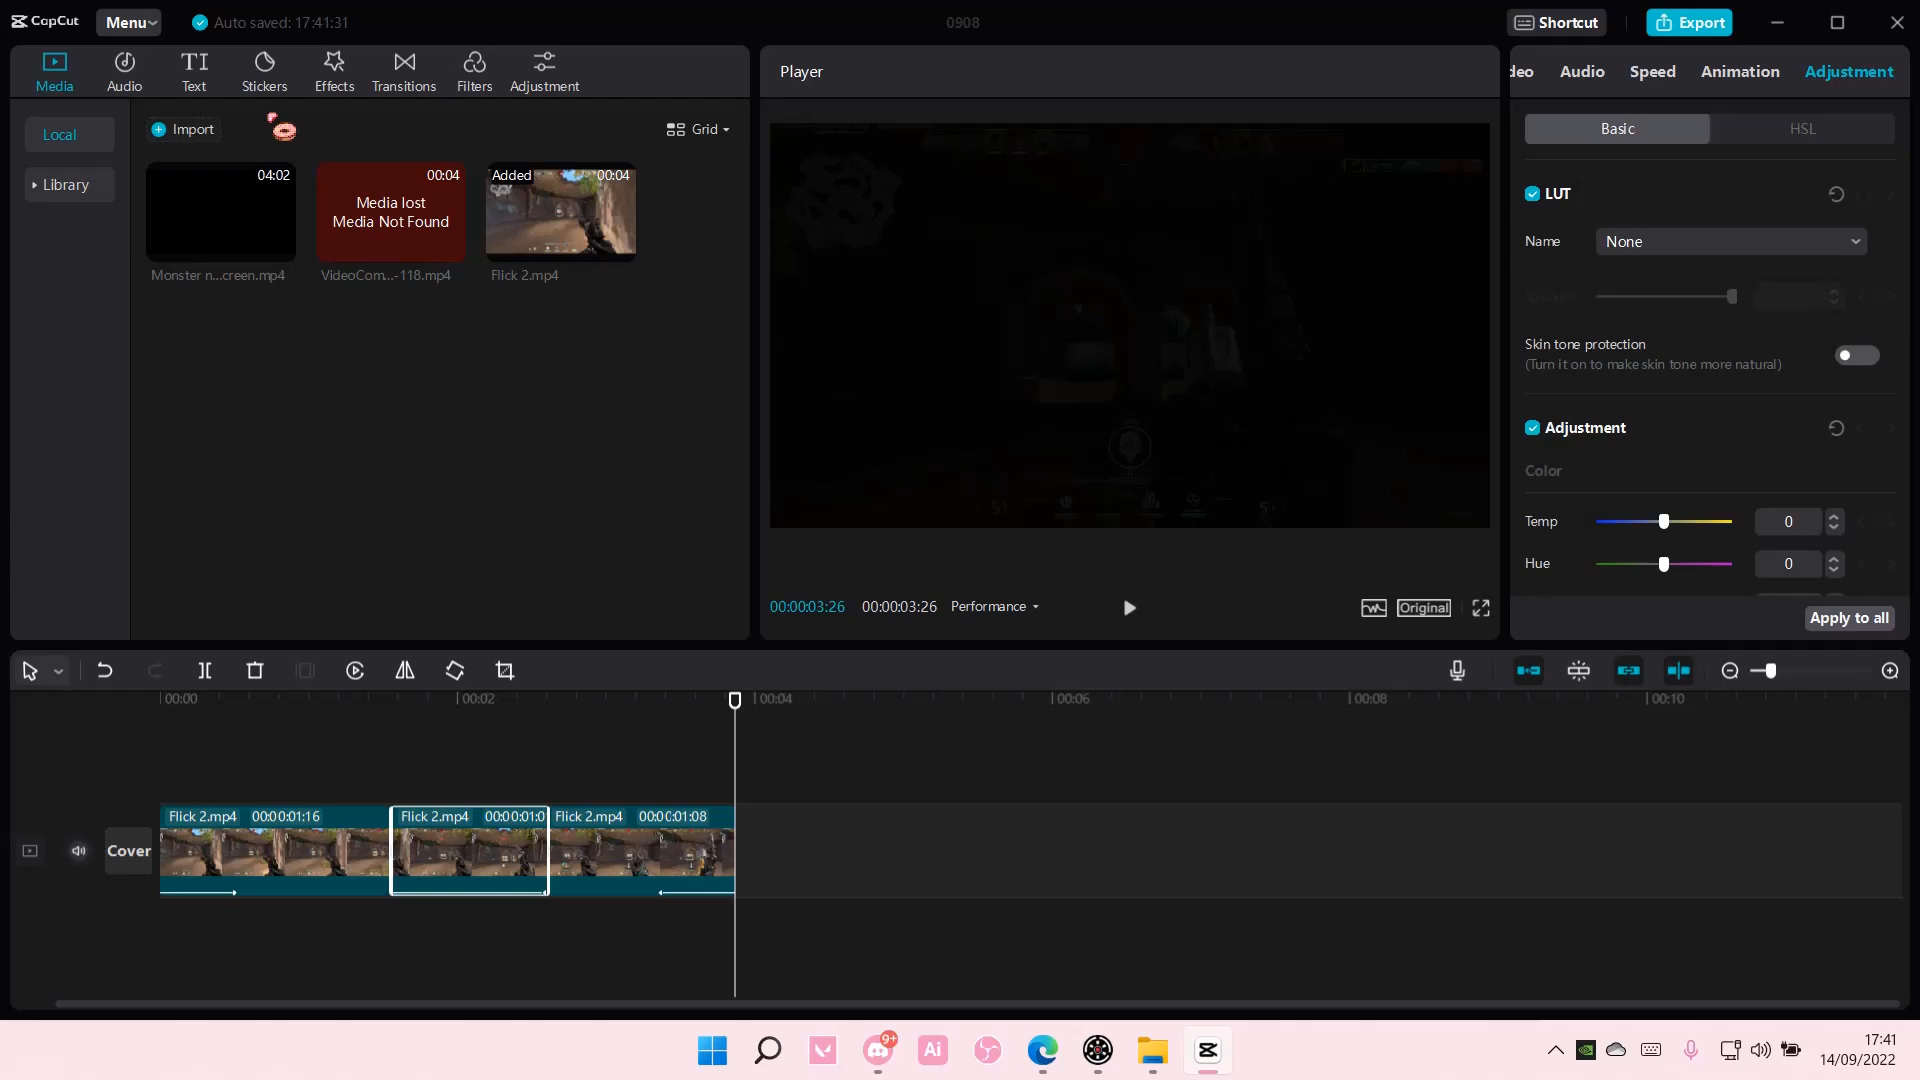 CapCut
Menu
Auto saved: 17:41:31
0908
Shortcut
Export
Media
Audio
Text
Stickers
Effects
Transitions
Filters
Adjustment
Local
Library
Import
Grid
04:02
Monster n...creen.mp4
00:04
Media lost
Media Not Found
VideoCom...-118.mp4
Added
00:04
Flick 2.mp4
Player
00:00:03:26
00:00:03:26
Performance
Original
deo
Audio
Speed
Animation
Adjustment
Basic
HSL
LUT
Name
None
Skin tone protection
(Turn it on to make skin tone more natural)
Adjustment
Color
Temp
0
Hue
0
Apply to all
00:00
00:02
00:04
00:06
00:08
00:10
Cover
Flick 2.mp4 00:00:01:16
Flick 2.mp4 00:00:01:0
Flick 2.mp4 00:00:01:08
9+
Ai
17:41
14/09/2022